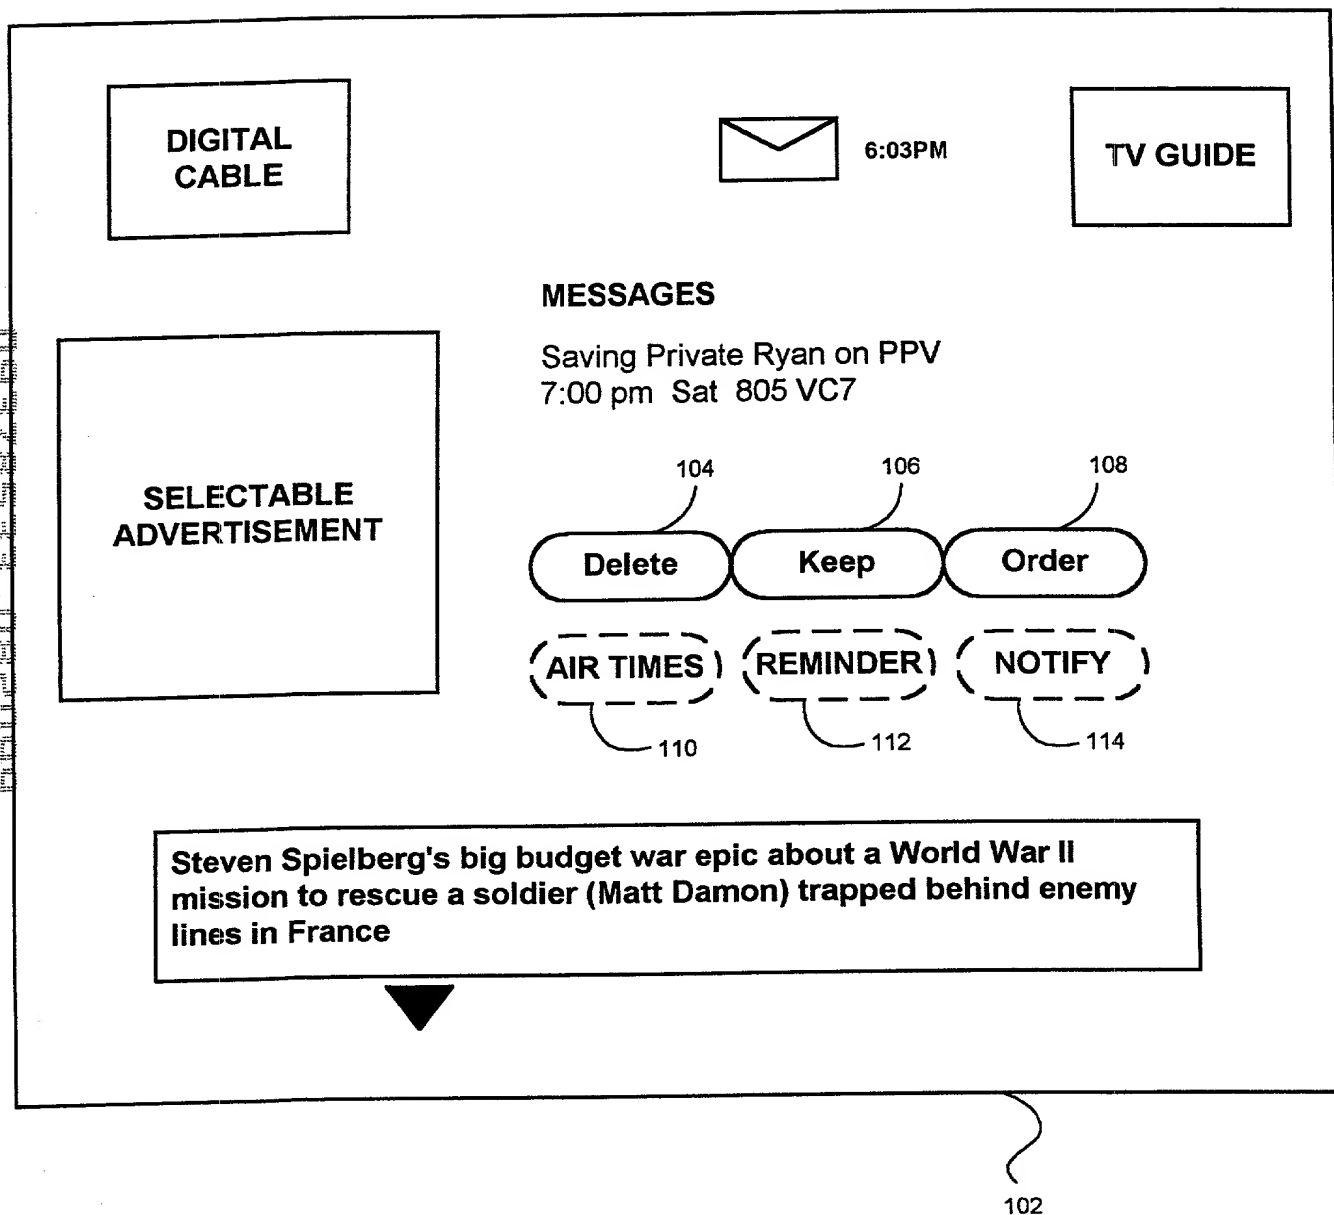 DIGITAL
CABLE
6:03PM
TV GUIDE
MESSAGES
Saving Private Ryan on PPV
7:00 pm Sat 805 VC7
SELECTABLE
ADVERTISEMENT
104
106
108
Delete
Keep
Order
AIR TIMES
REMINDER
NOTIFY
110
112
114
Steven Spielberg's big budget war epic about a World War II
mission to rescue a soldier (Matt Damon) trapped behind enemy
lines in France
102